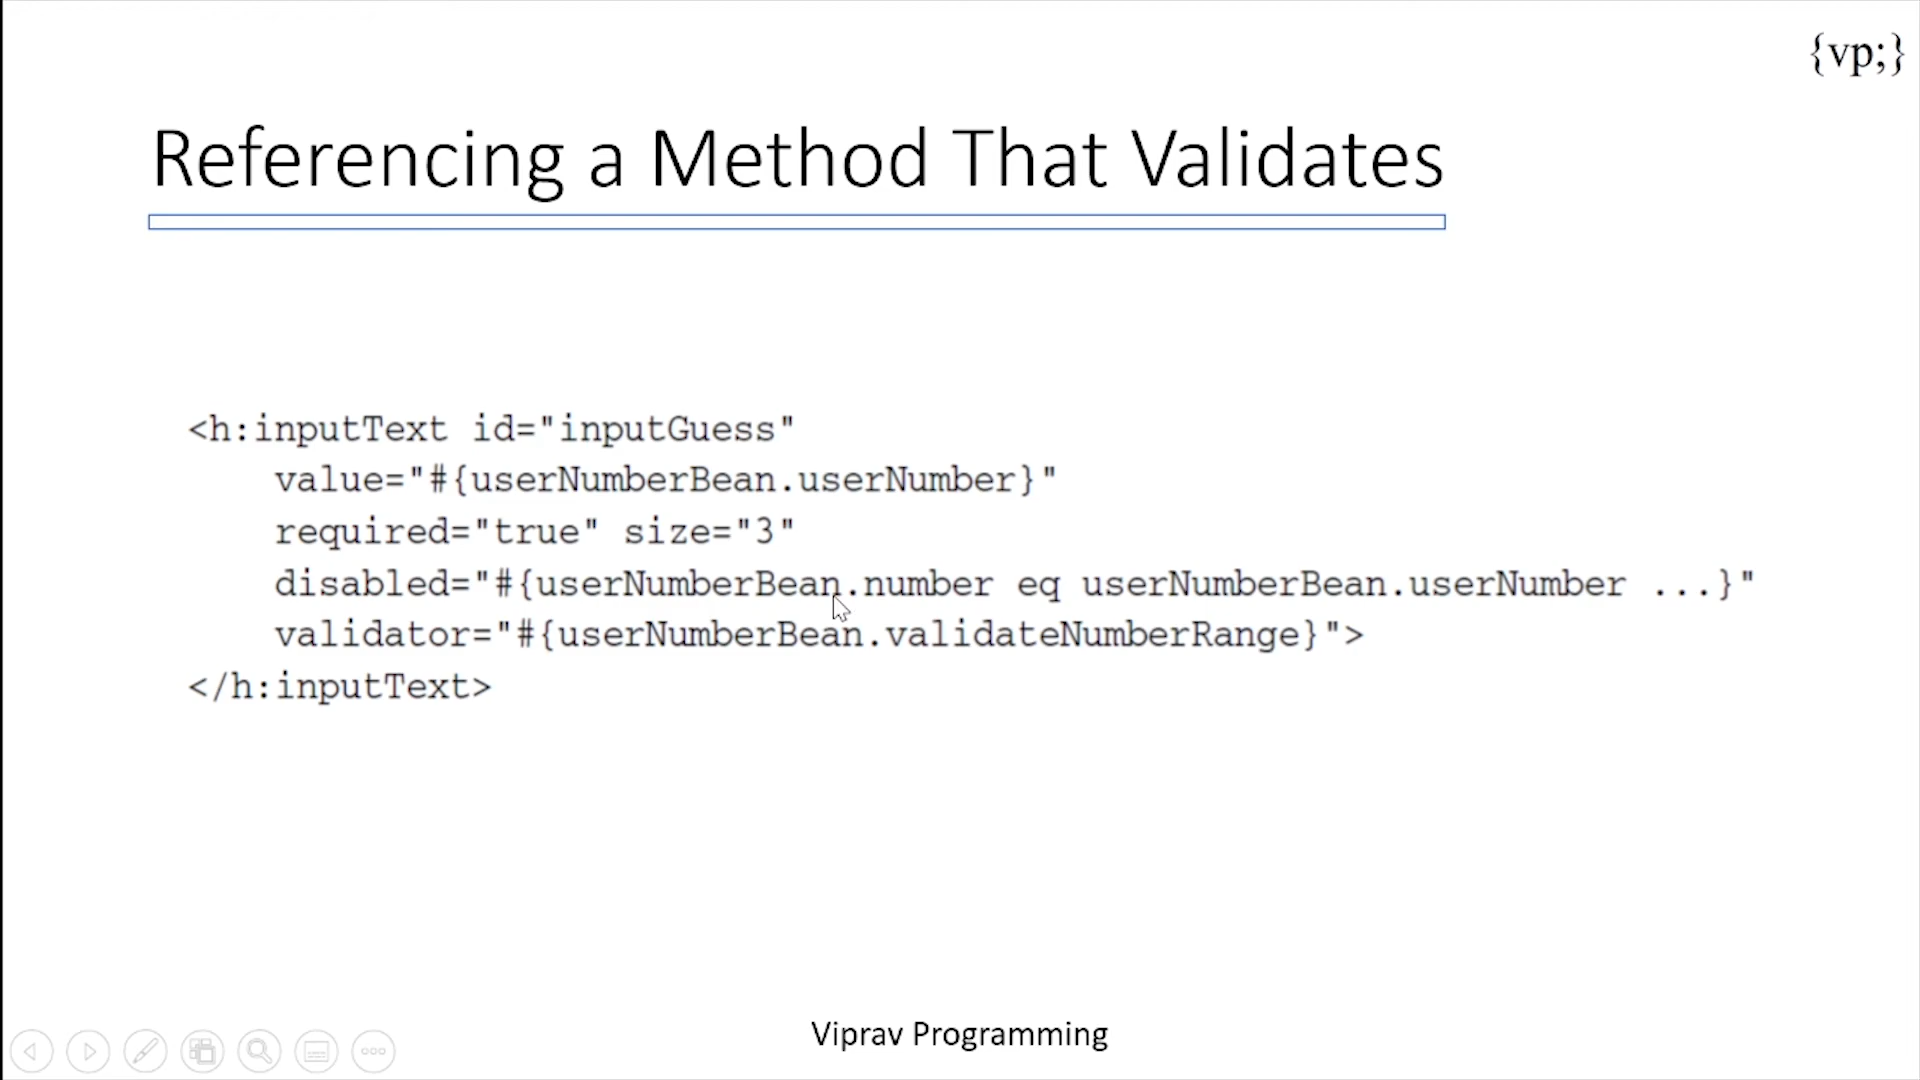 {vp;}
Referencing a Method That Validates
<h:inputText id="inputGuess"
value="#{userNumberBean.userNumber}"
required="true" size="3"
disabled="#{userNumberBean.number eq userNumberBean.userNumber ...}"
validator="#{userNumberBean.validateNumberRange}">
</h:inputText>
Viprav Programming